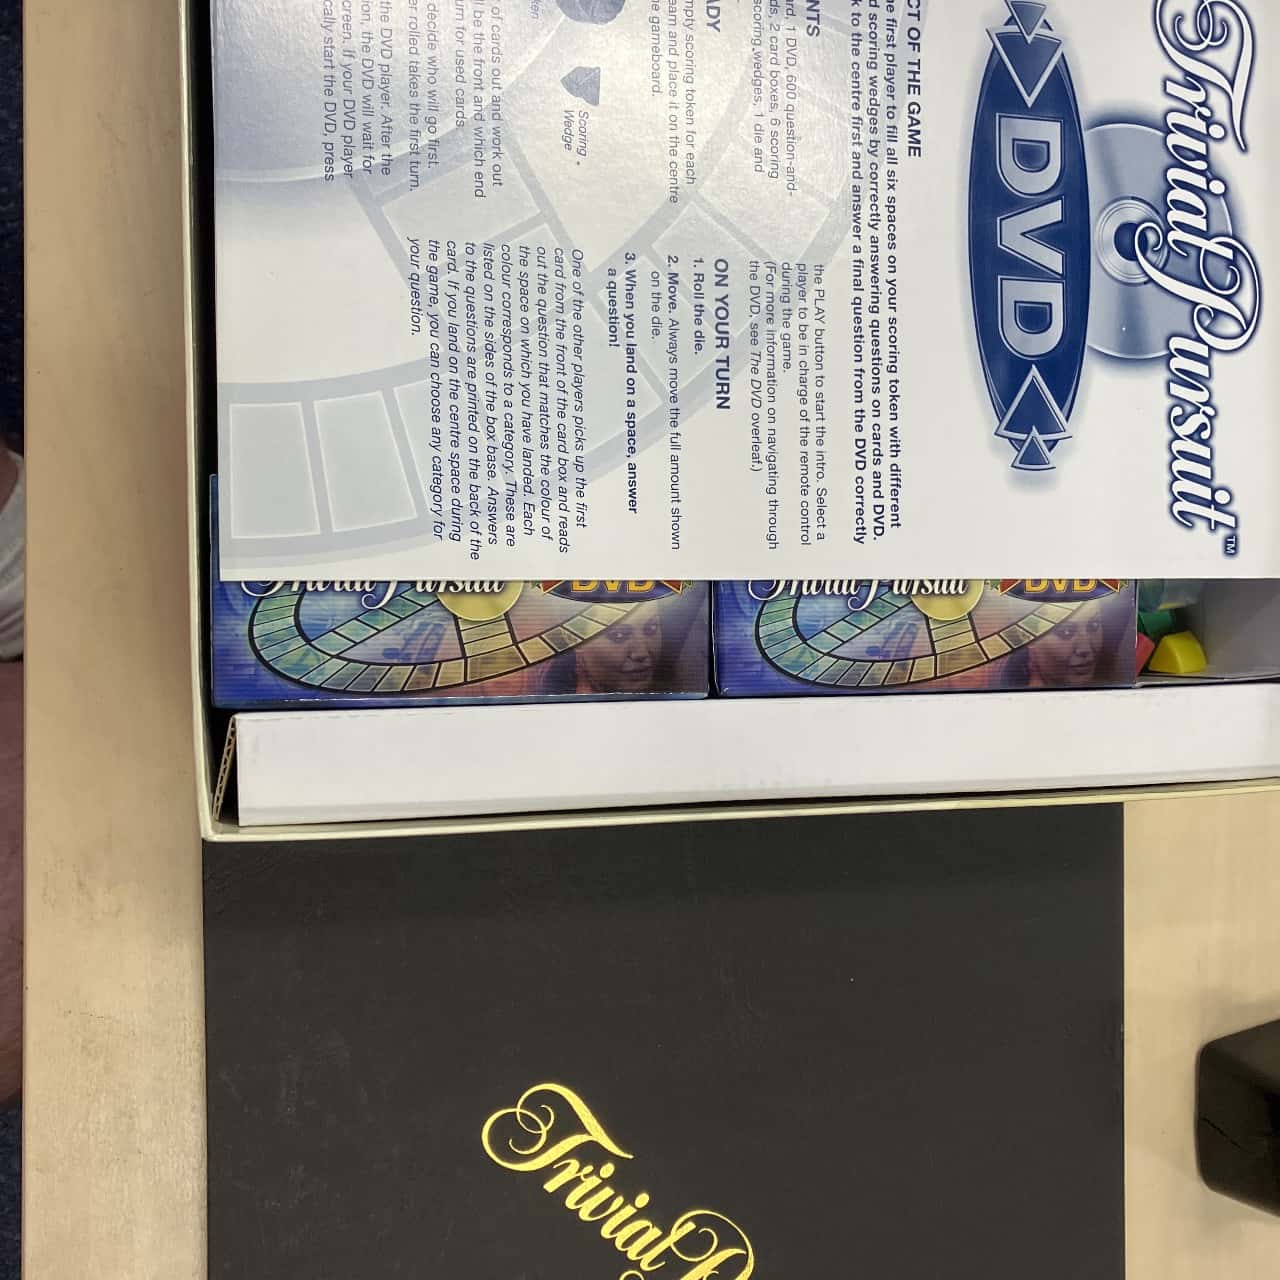 Trivial Pursuit™
DVD
CT OF THE GAME
first player to fill all six spaces on your scoring token with different
scoring wedges by correctly answering questions on cards and DVD.
to the centre first and answer a final question from the DVD correctly
1 DVD, 600 question-and-
2 card boxes, 6 scoring
scoring wedges, 1 die and
scoring token for each
and place it on the centre
gameboard.
Scoring
Wedge
of cards out and work out
be the front and which end
for used cards.
decide who will go first.
rolled takes the first turn.
the DVD player. After the
the DVD will wait for
If your DVD player
start the DVD, press
the PLAY button to start the intro. Select a
player to be in charge of the remote control
during the game.
(For more information on navigating through
the DVD, see The DVD overleaf.)
ON YOUR TURN
1. Roll the die.
2. Move. Always move the full amount shown
on the die.
3. When you land on a space, answer
a question!
One of the other players picks up the first
card from the front of the card box and reads
out the question that matches the colour of
the space on which you have landed. Each
colour corresponds to a category. These are
listed on the sides of the box base. Answers
to the questions are printed on the back of the
card. If you land on the centre space during
the game, you can choose any category for
your question.
Trivial Pursuit DVD
Trivial Pursuit DVD
Trivial P